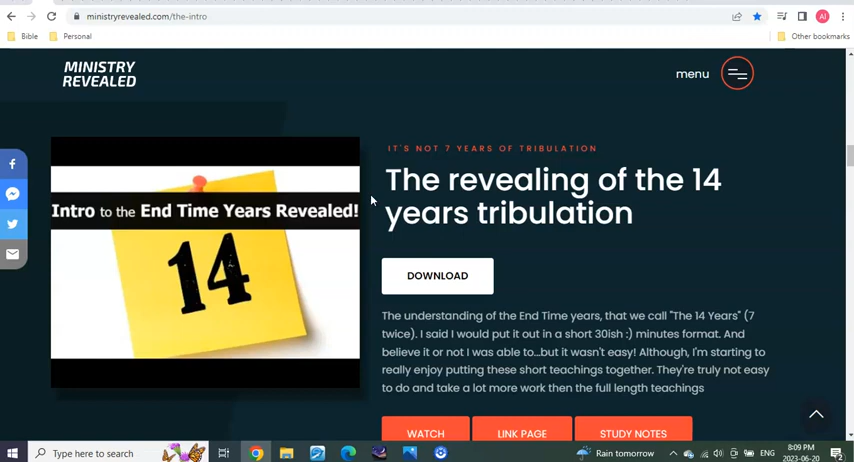 ministryrevealed.com/the-intro
Bible
Personal
Other bookmarks
MINISTRY
REVEALED
menu
IT'S NOT 7 YEARS OF TRIBULATION
The revealing of the 14
years tribulation
Intro to the End Time Years Revealed!
14
DOWNLOAD
The understanding of the End Time years, that we call "The 14 Years" (7
twice). I said I would put it out in a short 30ish :) minutes format. And
believe it or not I was able to...but it wasn't easy! Although, I'm starting to
really enjoy putting these short teachings together. They're truly not easy
to do and take a lot more work then the full length teachings
WATCH
LINK PAGE
STUDY NOTES
Type here to search
Rain tomorrow
ENG
8:09 PM
2023-06-20
2